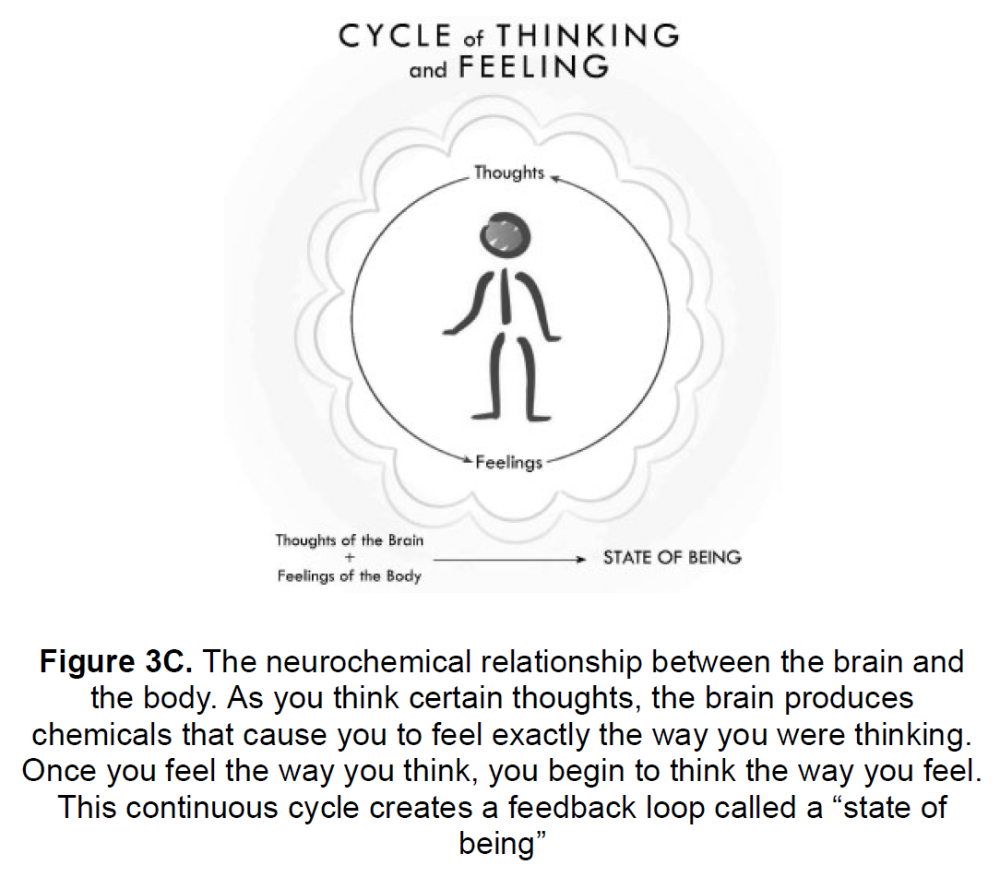 CYCLE of THINKING
and FEELING
Thoughts
Feelings
Thoughts of the Brain
+
Feelings of the Body
STATE OF BEING
Figure 3C. The neurochemical relationship between the brain and
the body. As you think certain thoughts, the brain produces
chemicals that cause you to feel exactly the way you were thinking.
Once you feel the way you think, you begin to think the way you feel.
This continuous cycle creates a feedback loop called a “state of
being”